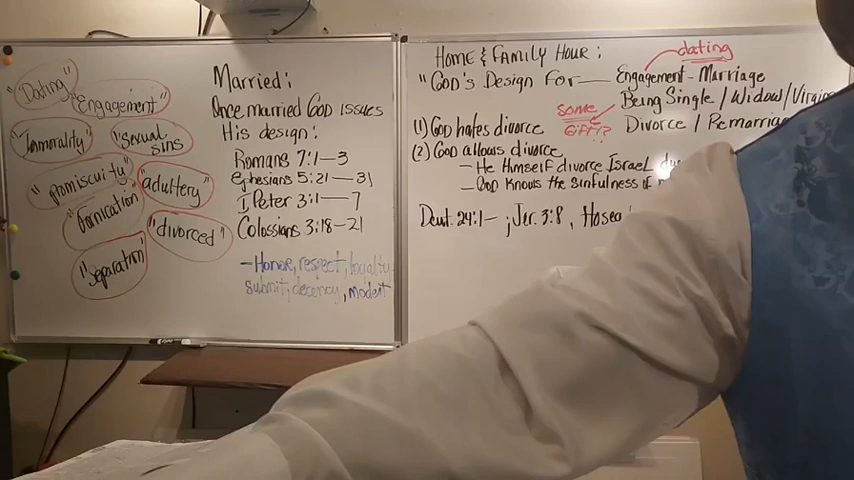 "Dating"
"Engagement"
"Immorality"
"Sexual
sins
"Promiscuity"
adultery"
"fornication
"divorced"
"Separation"
Married:
Once married GOD issues
His design:
Romans 7:1-3
Ephesians 5:21-31
I Peter 3:1-7
Colossians 3:18-21
- Honor, respect, loyalty
submit, decency, modest
HOME & FAMILY HOUR:
dating
"GOD'S Design For Engagement - Marriage
Being Single / Widow / Virgin
Some
GIFT!?
Divorce / Remarria
(1) GOD hates divorce
(2) GOD allows divorce
- He Himself divorce Israel
- GOD knows the sinfulness of
Deut. 24:1- ; Jer. 3:8, Hosea